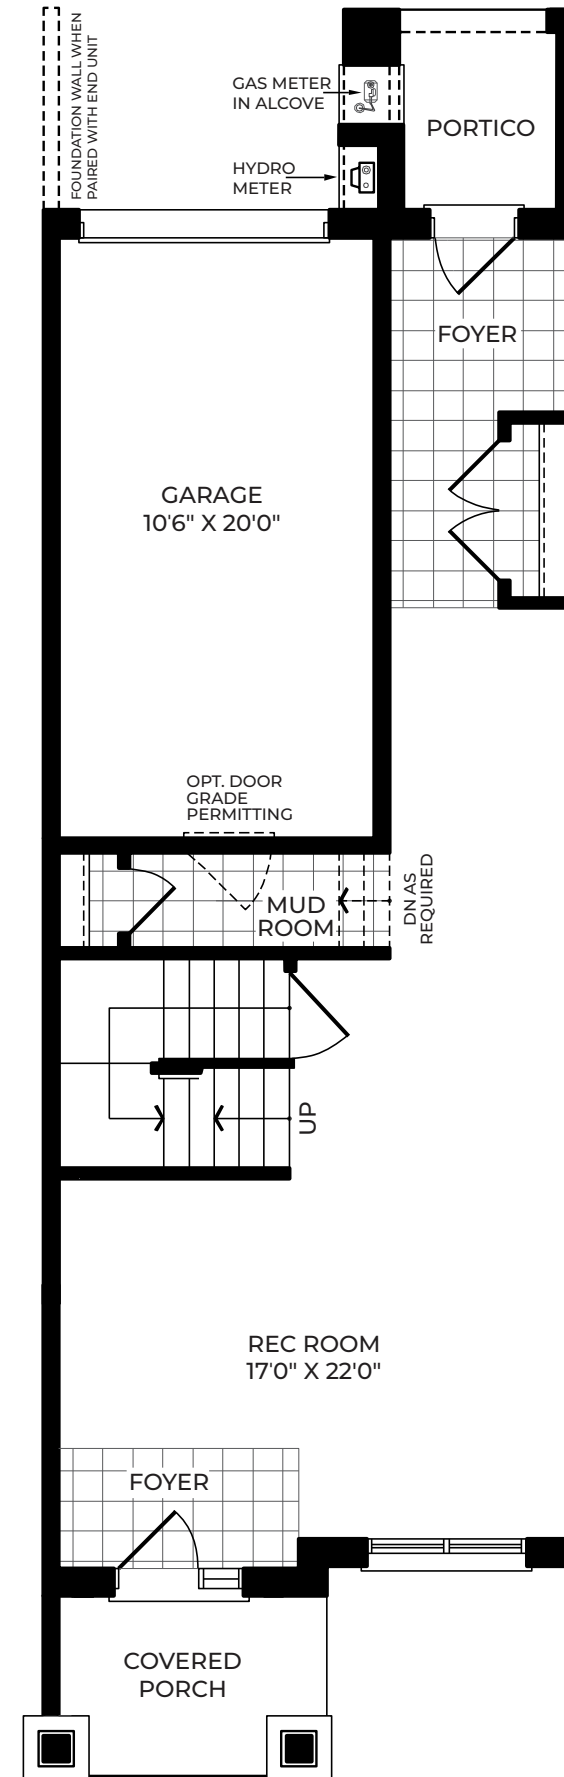 FOUNDATION WALL WHEN
PAIRED WITH END UNIT
GAS METER
IN ALCOVE
PORTICO
HYDRO
METER
FOYER
GARAGE
10'6" X 20'0"
OPT. DOOR
GRADE
PERMITTING
MUD
ROOM
DN AS
REQUIRED
UP
REC ROOM
17'0" X 22'0"
FOYER
COVERED
PORCH